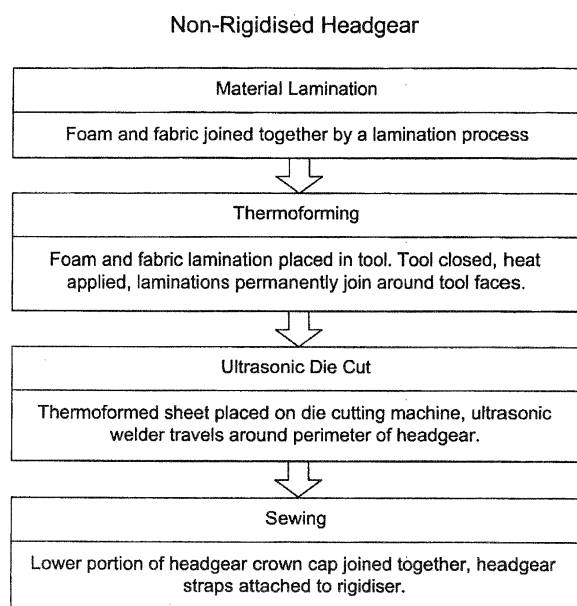 Non-Rigidised Headgear
Material Lamination
Foam and fabric joined together by a lamination process
Thermoforming
Foam and fabric lamination placed in tool. Tool closed, heat
applied, laminations permanently join around tool faces.
Ultrasonic Die Cut
Thermoformed sheet placed on die cutting machine, ultrasonic
welder travels around perimeter of headgear.
Sewing
Lower portion of headgear crown cap joined together, headgear
straps attached to rigidiser.